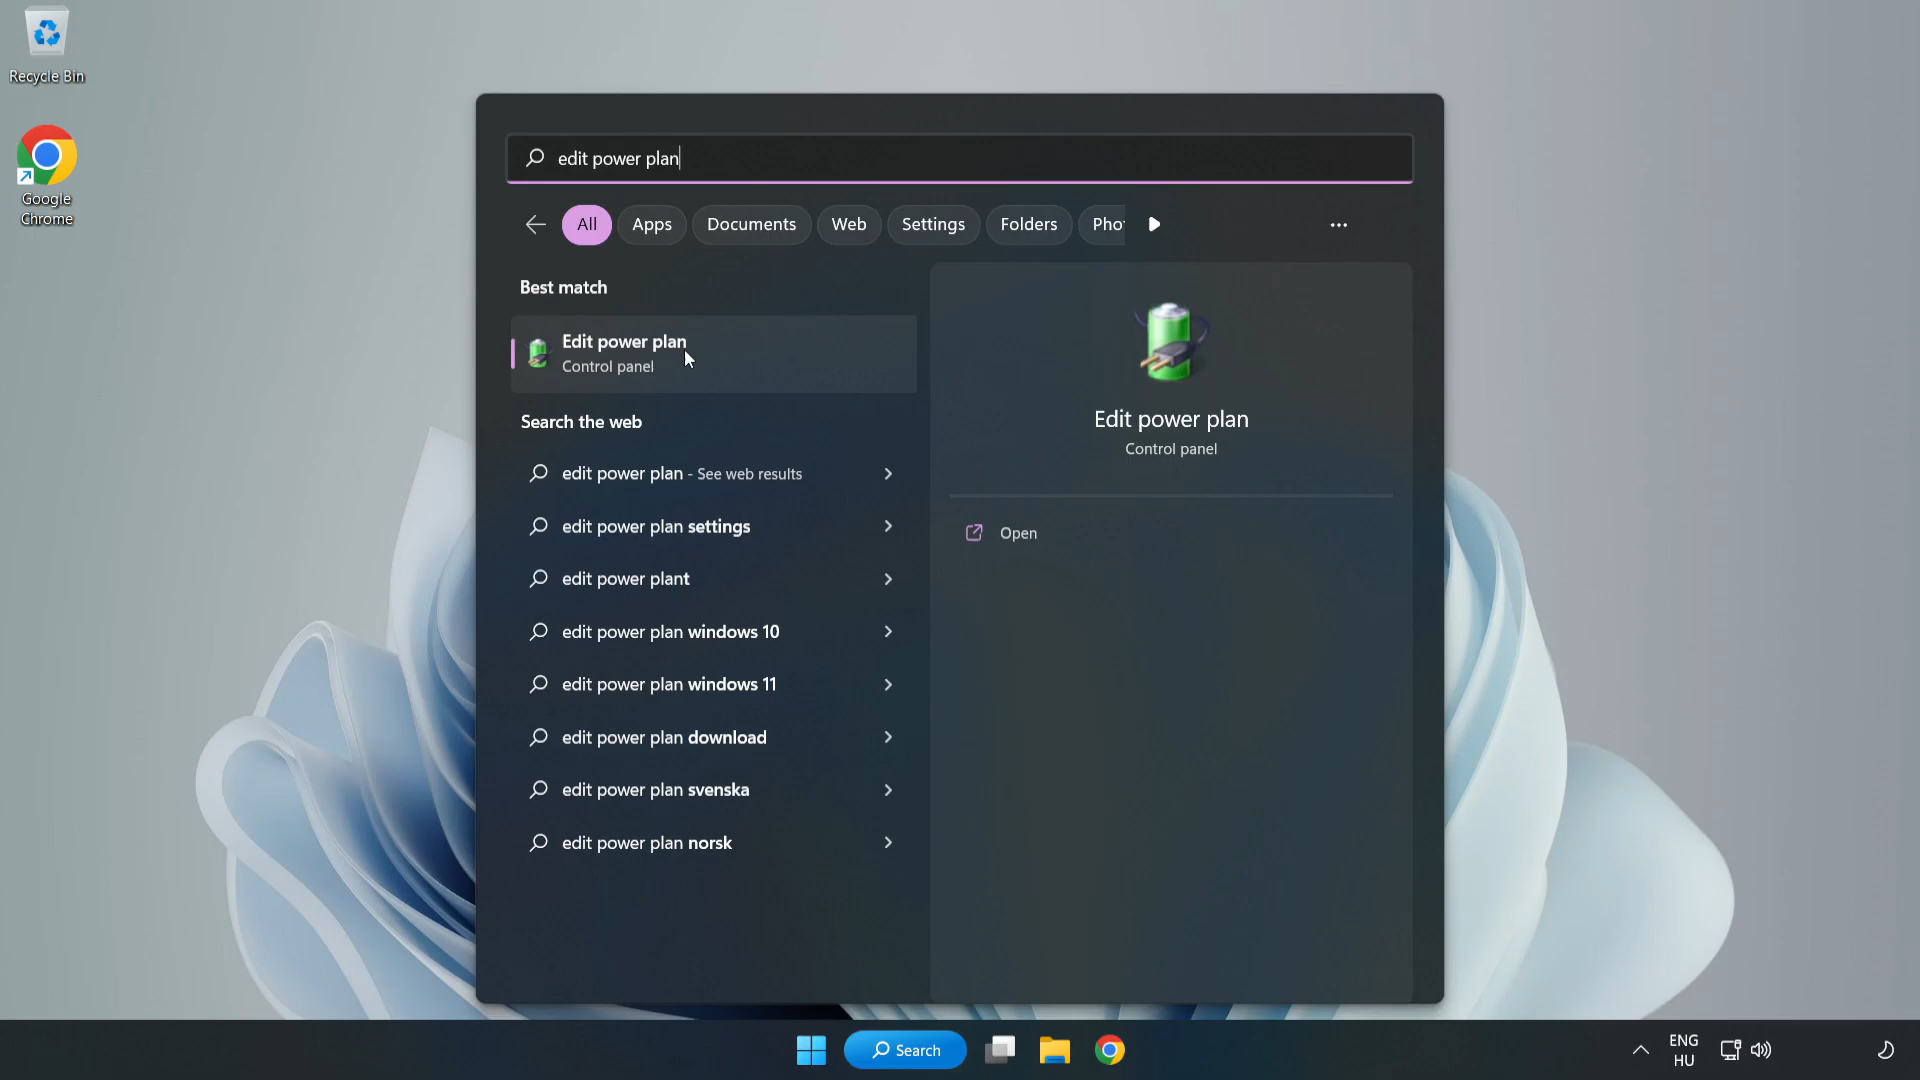 Recycle Bin
Google
Chrome
edit power plan
All Apps Documents Web Settings Folders Pho
Best match
Edit power plan
Control panel
Search the web
edit power plan - See web results
edit power plan settings
edit power plant
edit power plan windows 10
edit power plan windows 11
edit power plan download
edit power plan svenska
edit power plan norsk
Edit power plan
Control panel
Open
Search
ENG
HU